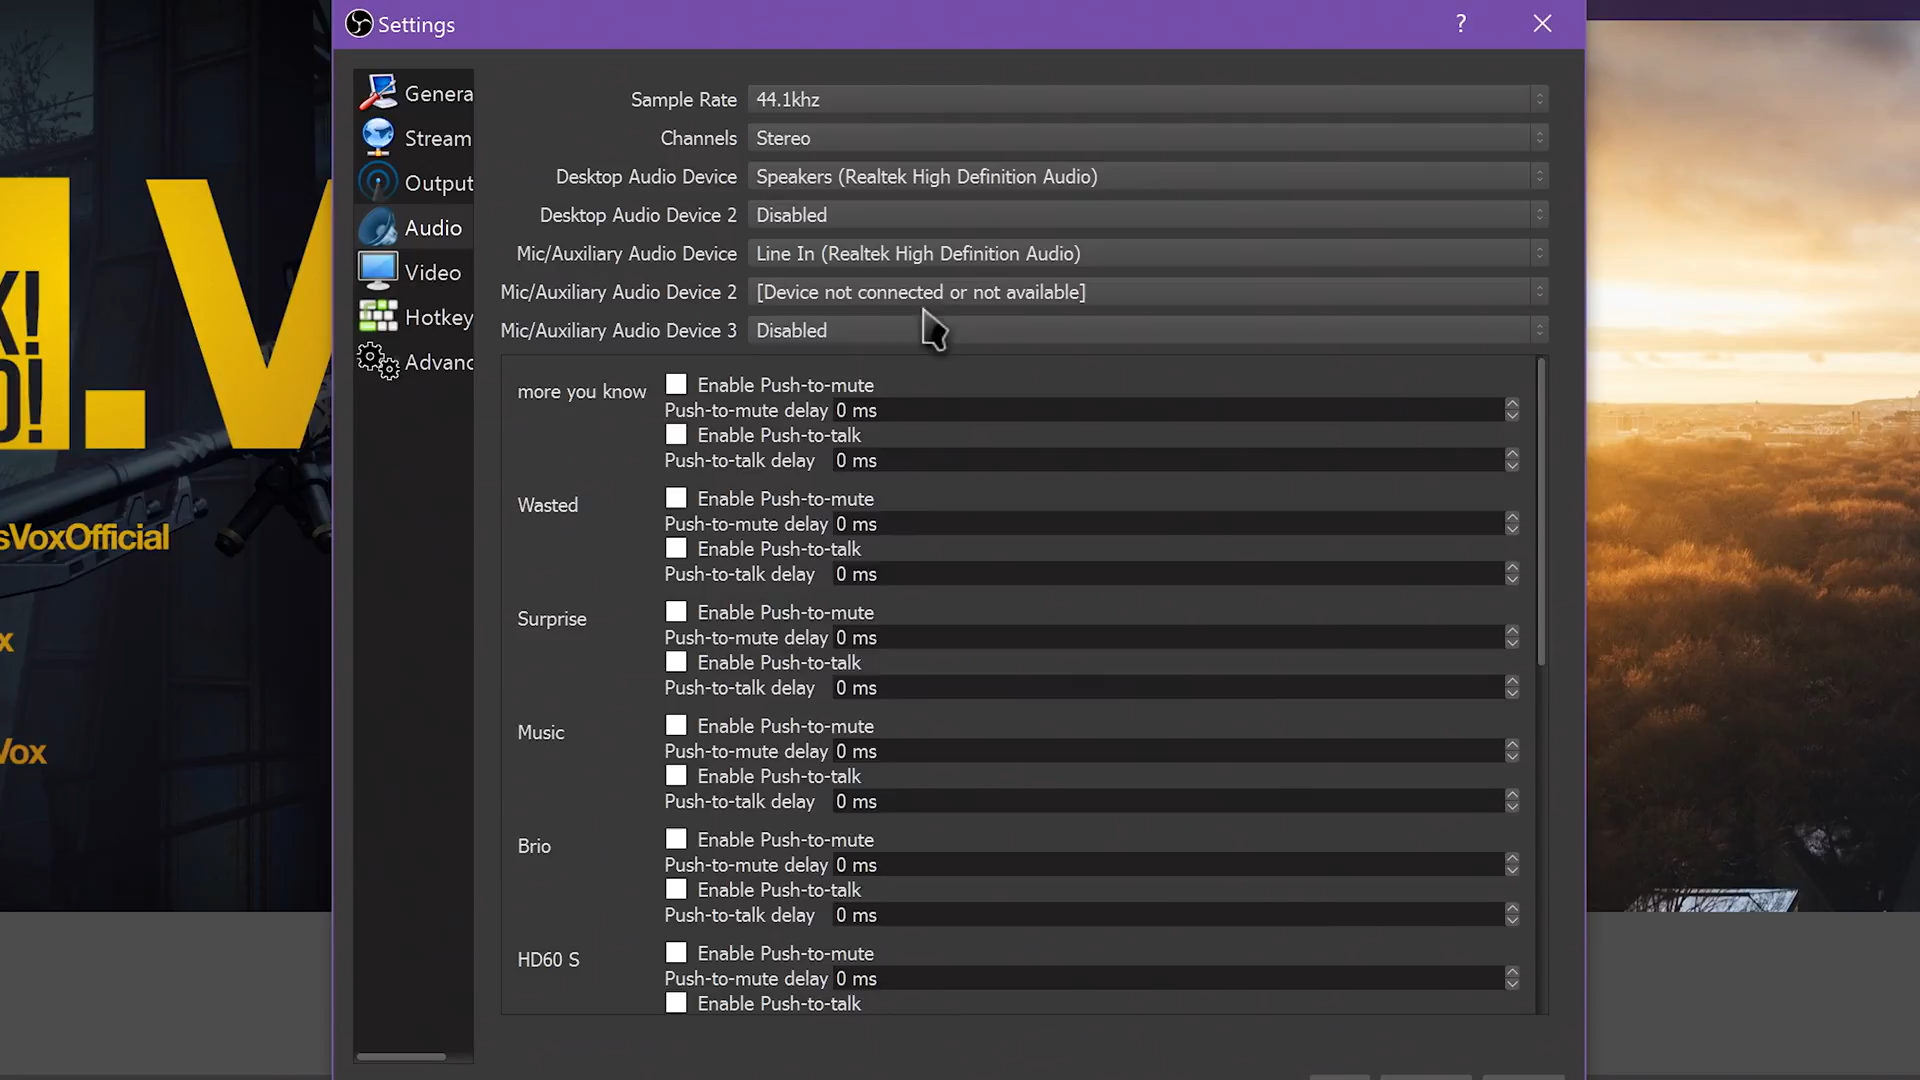 Settings
?
Genera
Stream
Output
Audio
Video
Hotkey
Advanc
Sample Rate 44.1khz
Channels Stereo
Desktop Audio Device Speakers (Realtek High Definition Audio)
Desktop Audio Device 2 Disabled
Mic/Auxiliary Audio Device Line In (Realtek High Definition Audio)
Mic/Auxiliary Audio Device 2 [Device not connected or not available]
Mic/Auxiliary Audio Device 3 Disabled
more you know Enable Push-to-mute
Push-to-mute delay 0 ms
Enable Push-to-talk
Push-to-talk delay 0 ms
Wasted Enable Push-to-mute
Push-to-mute delay 0 ms
Enable Push-to-talk
Push-to-talk delay 0 ms
Surprise Enable Push-to-mute
Push-to-mute delay 0 ms
Enable Push-to-talk
Push-to-talk delay 0 ms
Music Enable Push-to-mute
Push-to-mute delay 0 ms
Enable Push-to-talk
Push-to-talk delay 0 ms
Brio Enable Push-to-mute
Push-to-mute delay 0 ms
Enable Push-to-talk
Push-to-talk delay 0 ms
HD60 S Enable Push-to-mute
Push-to-mute delay 0 ms
Enable Push-to-talk
.V
X!
O!
sVoxOfficial
x
Vox